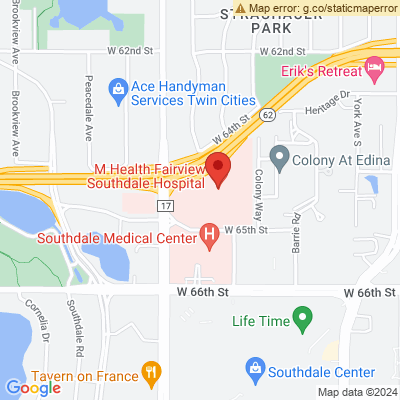 Map error: g.co/staticmaperror
STRACHAUER
PARK
W 62nd St
W 62nd St
Brookview Ave
Peacedale Ave
Erik's Retreat
Ace Handyman
Services Twin Cities
Heritage Dr
62
W 64th St
York Ave S
Brookview Ave
Colony At Edina
M Health Fairview
Southdale Hospital
17
Colony Way
Barrie Rd
W 65th St
Southdale Medical Center
H
W 66th St
W 66th St
Cornelia Dr
Southdale Rd
Life Time
Southdale Center
Tavern on France
Google
Map data ©2024